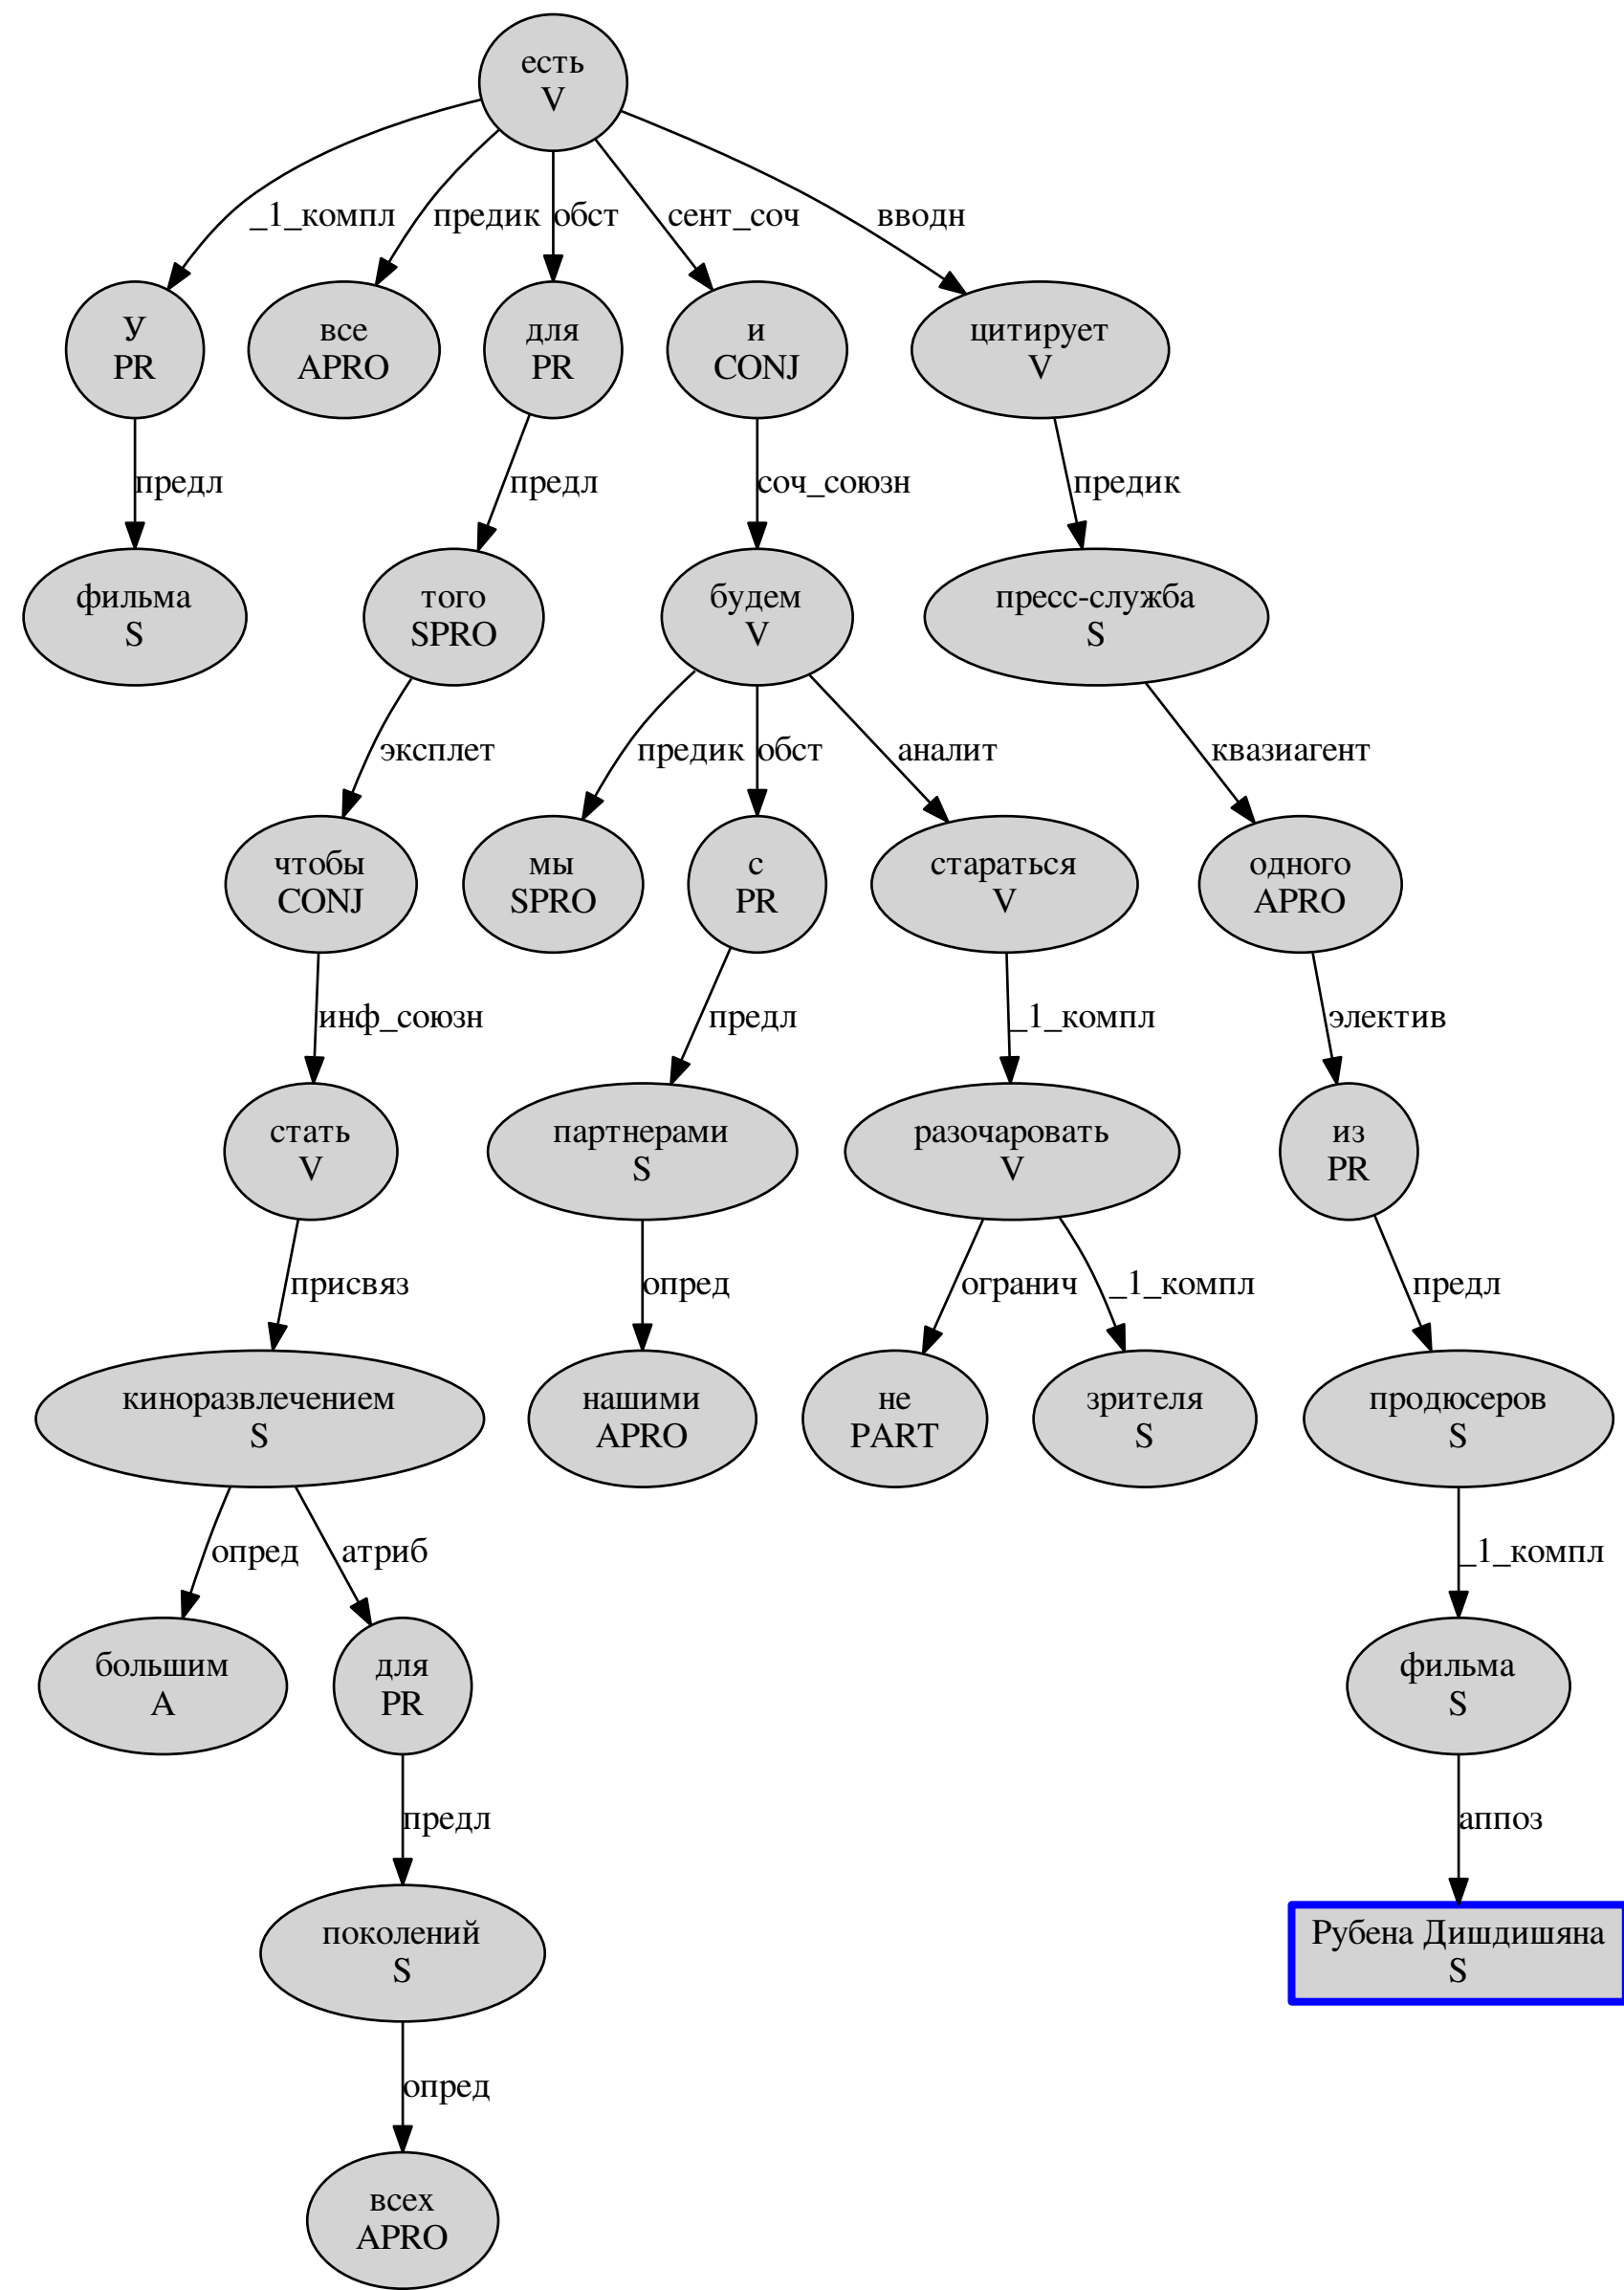 есть
V
_1_компл
предик
обст
сент_соч
вводн
У
PR
все
APRO
для
PR
и
CONJ
цитирует
V
предл
предл
соч_союзн
предик
фильма
S
того
SPRO
будем
V
пресс-служба
S
эксплет
предик
обст
аналит
квазиагент
чтобы
CONJ
мы
SPRO
с
PR
стараться
V
одного
APRO
инф_союзн
предл
_1_компл
электив
стать
V
партнерами
S
разочаровать
V
из
PR
присвяз
опред
огранич
_1_компл
предл
киноразвлечением
S
нашими
APRO
не
PART
зрителя
S
продюсеров
S
опред
атриб
_1_компл
большим
A
для
PR
фильма
S
предл
аппоз
поколений
S
Рубена Дишдишяна
S
опред
всех
APRO